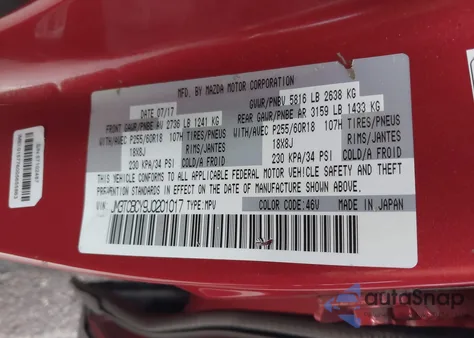 MFD. BY MAZDA MOTOR CORPORATION
DATE 07/17
GVWR/PNBV 5816 LB 2638 KG
FRONT GAWR/PNBE AV 2736 LB 1241 KG
REAR GAWR/PNBE AR 3159 LB 1433 KG
WITH/AVEC P255/60R18 107H TIRES/PNEUS
WITH/AVEC P255/60R18 107H TIRES/PNEUS
18X8J RIMS/JANTES
18X8J RIMS/JANTES
230 KPA/34 PSI COLD/A FROID
230 KPA/34 PSI COLD/A FROID
THIS VEHICLE CONFORMS TO ALL APPLICABLE FEDERAL MOTOR VEHICLE SAFETY AND THEFT
PREVENTION STANDARDS IN EFFECT ON THE DATE OF MANUFACTURE SHOWN ABOVE.
VIN: JM3TCBCY9J0201017 TYPE:MPV COLOR CODE:46V MADE IN JAPAN
autoSnap